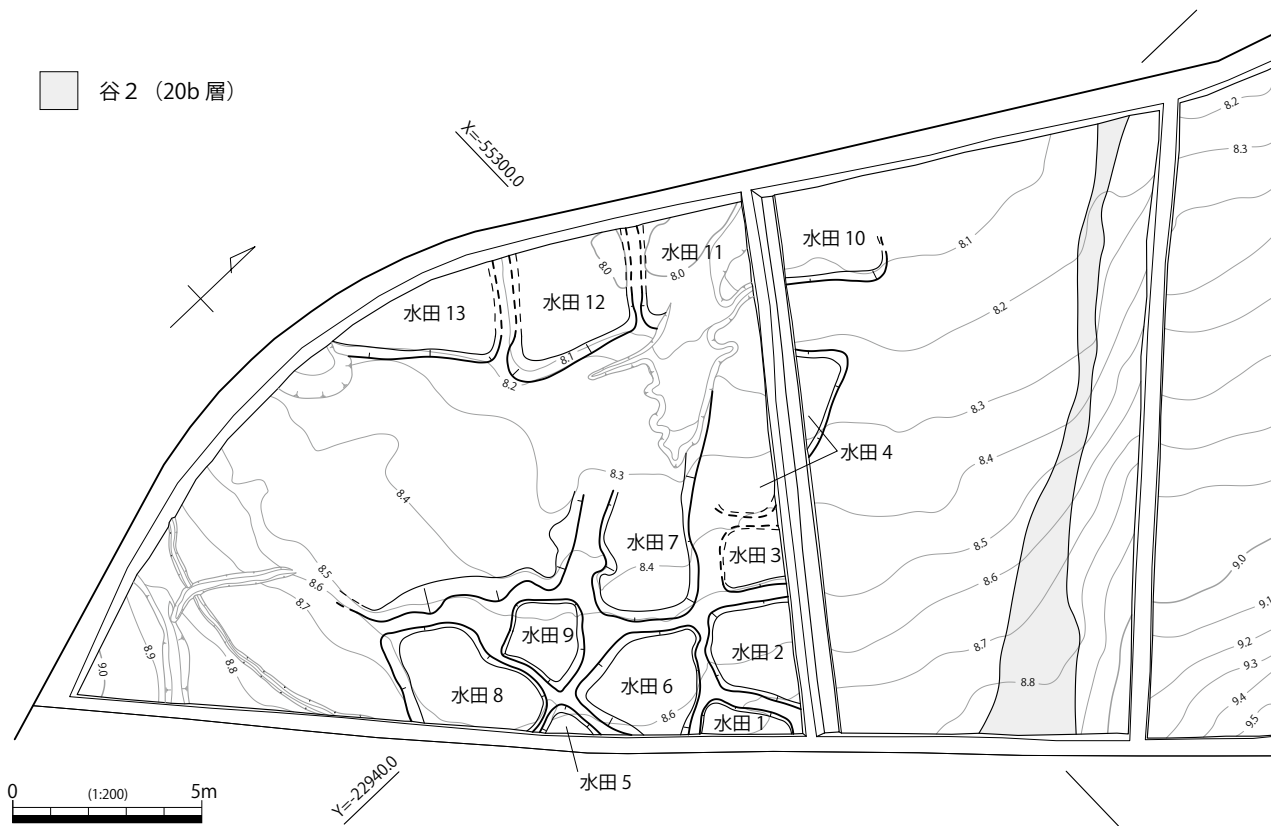 谷２（20b 層）
X=-55300.0
8.2
8.3
水田 10
8.1
水田 11
8.0
8.0
水田 12
水田 13
8.1
8.2
8.2
8.3
8.4
水田 4
8.3
8.4
水田 7
水田 3
8.4
8.5
8.6
8.5
8.6
8.7
9.0
9.1
9.2
9.3
9.4
9.5
水田 9
水田 2
8.7
8.9
8.8
9.0
水田 8
水田 6
8.6
8.8
水田 1
水田 5
Y=-22940.0
0 (1:200) 5m